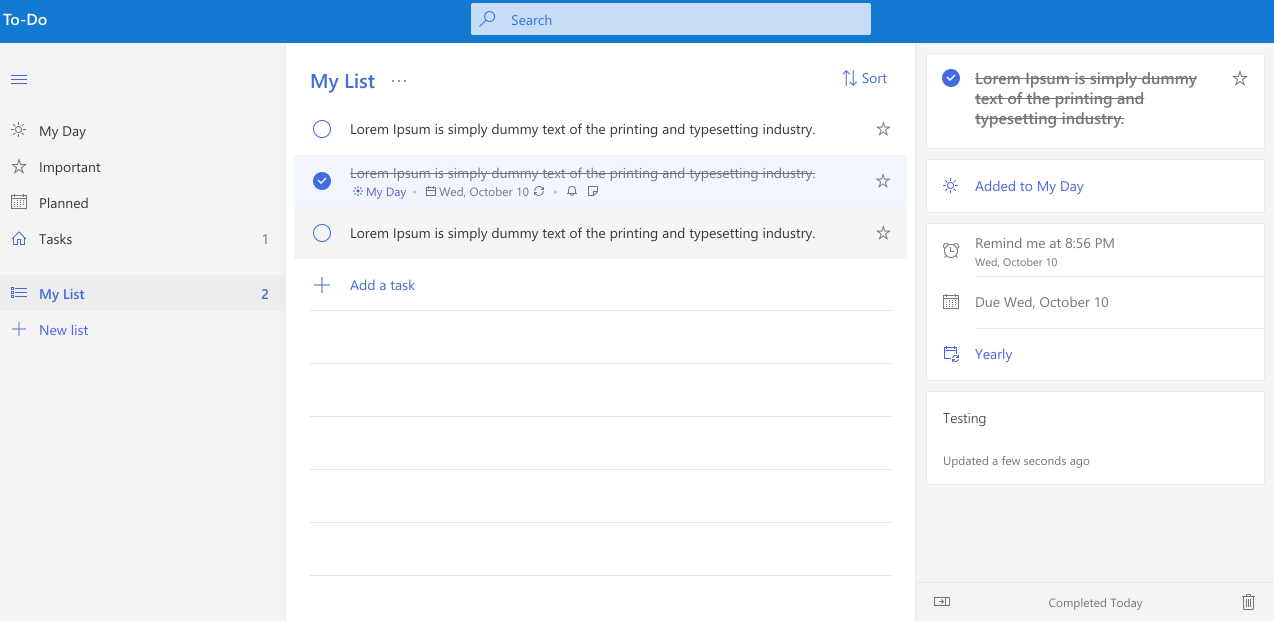 To-Do
Search
My Day
Important
Planned
Tasks 1
My List 2
New list
My List ...
Sort
Lorem Ipsum is simply dummy text of the printing and typesetting industry.
Lorem Ipsum is simply dummy text of the printing and typesetting industry.
My Day • Wed, October 10 •
Lorem Ipsum is simply dummy text of the printing and typesetting industry.
Add a task
Lorem Ipsum is simply dummy
text of the printing and
typesetting industry.
Added to My Day
Remind me at 8:56 PM
Wed, October 10
Due Wed, October 10
Yearly
Testing
Updated a few seconds ago
Completed Today